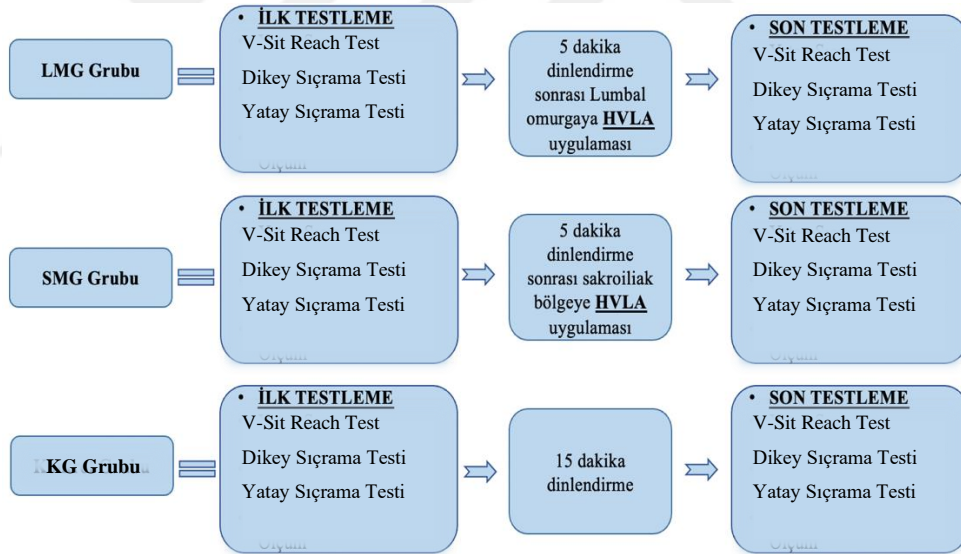 LMG Grubu
• İLK TESTLEME
V-Sit Reach Test
Dikey Sıçrama Testi
Yatay Sıçrama Testi
5 dakika
dinlendirme
sonrası Lumbal
omurgaya HVLA
uygulaması
• SON TESTLEME
V-Sit Reach Test
Dikey Sıçrama Testi
Yatay Sıçrama Testi
SMG Grubu
• İLK TESTLEME
V-Sit Reach Test
Dikey Sıçrama Testi
Yatay Sıçrama Testi
5 dakika
dinlendirme
sonrası sakroiliak
bölgeye HVLA
uygulaması
• SON TESTLEME
V-Sit Reach Test
Dikey Sıçrama Testi
Yatay Sıçrama Testi
KG Grubu
• İLK TESTLEME
V-Sit Reach Test
Dikey Sıçrama Testi
Yatay Sıçrama Testi
15 dakika
dinlendirme
• SON TESTLEME
V-Sit Reach Test
Dikey Sıçrama Testi
Yatay Sıçrama Testi